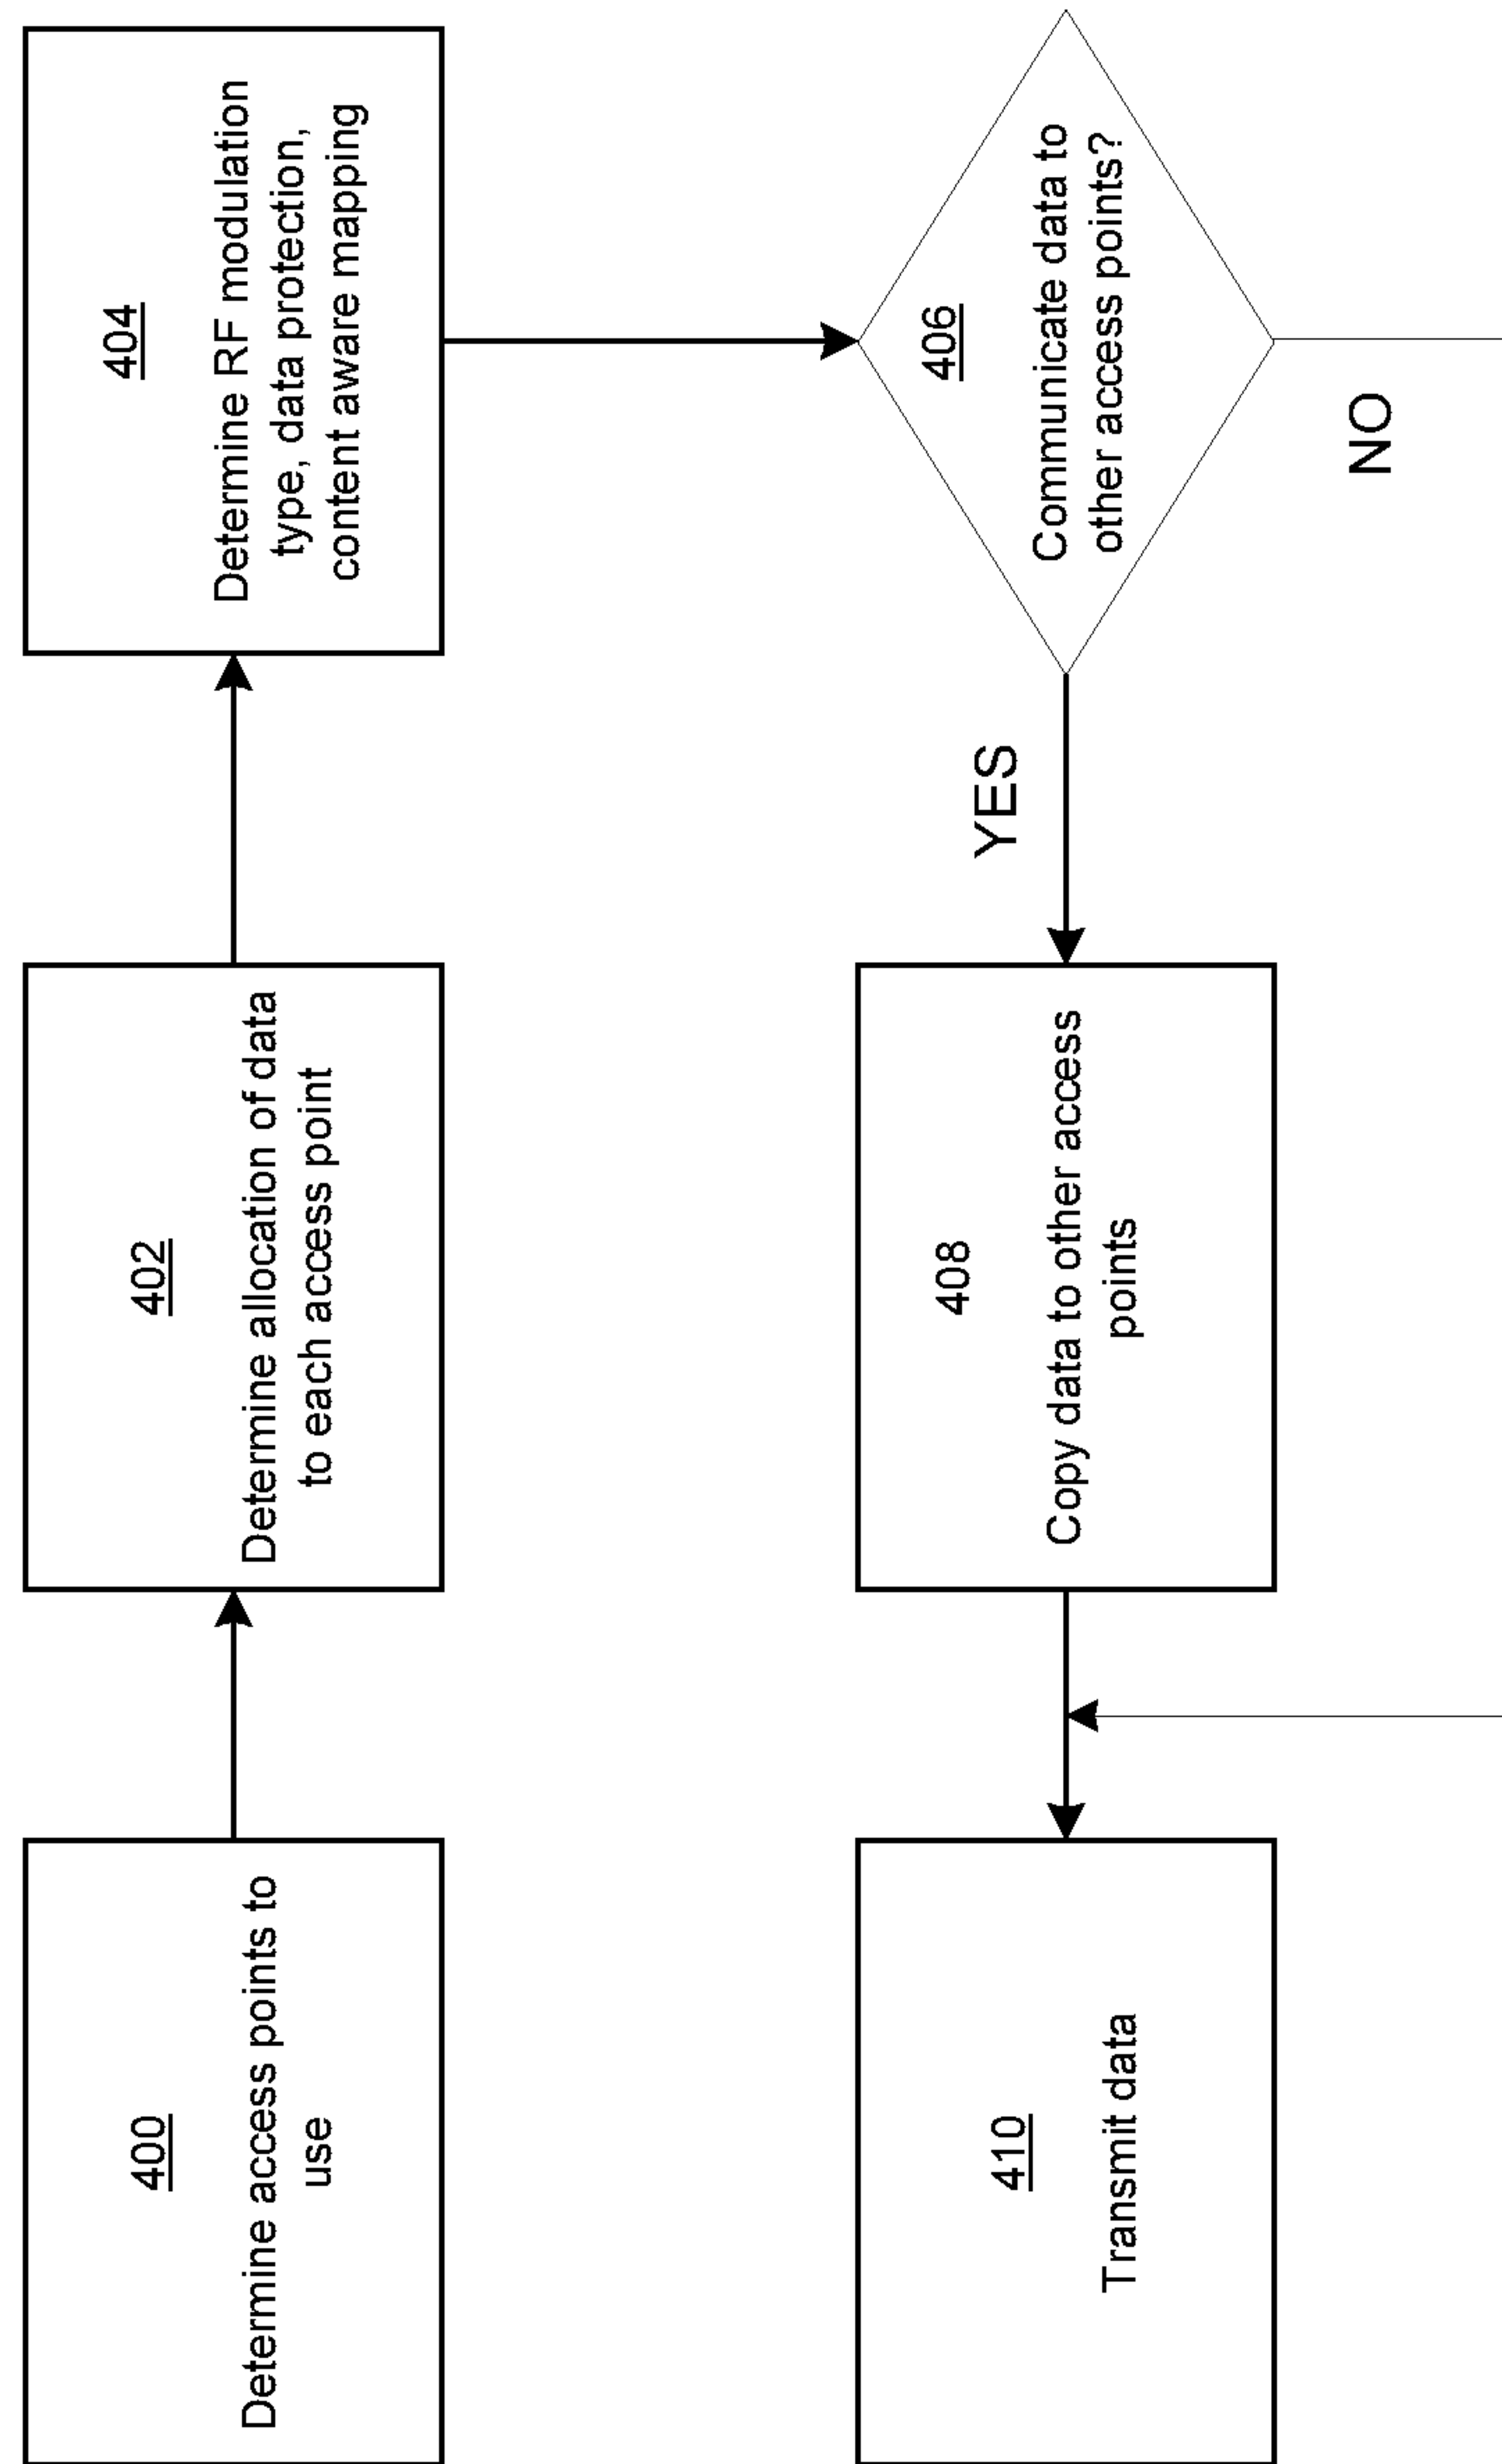 400
Determine access points to
use
402
Determine allocation of data
to each access point
404
Determine RF modulation
type, data protection,
content aware mapping
406
Communicate data to
other access points?
YES
NO
408
Copy data to other access
points
410
Transmit data